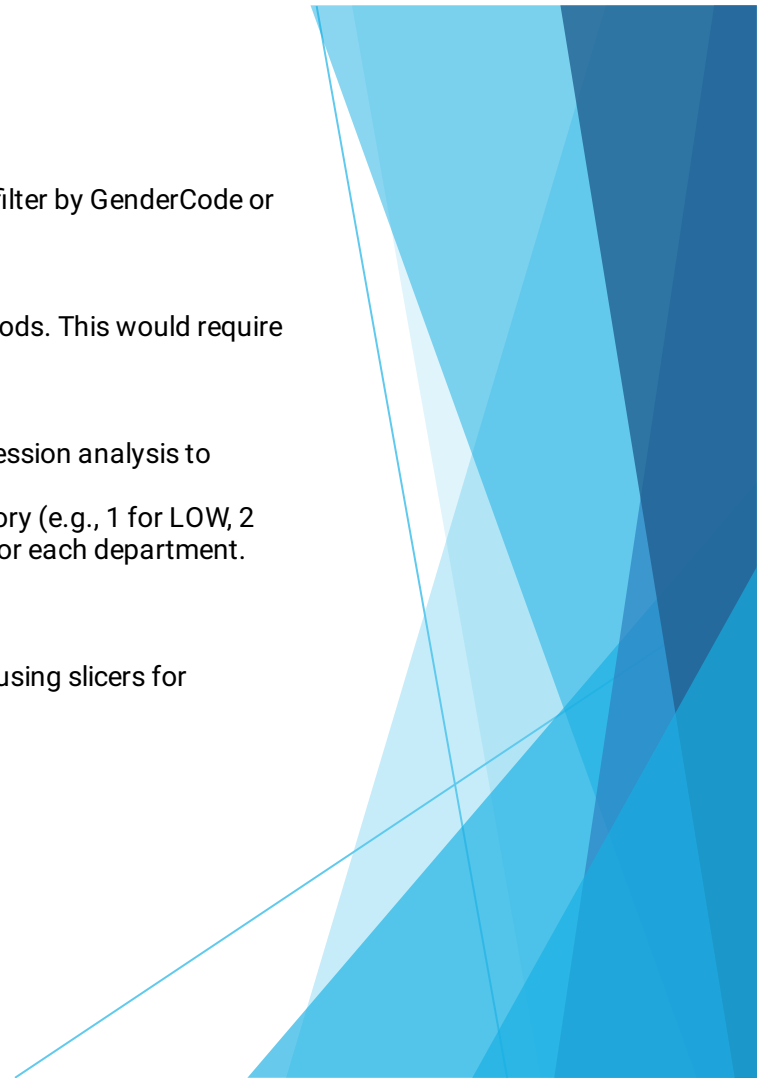 filter by GenderCode or
ods. This would require
ession analysis to
ory (e.g., 1 for LOW, 2
or each department.
using slicers for